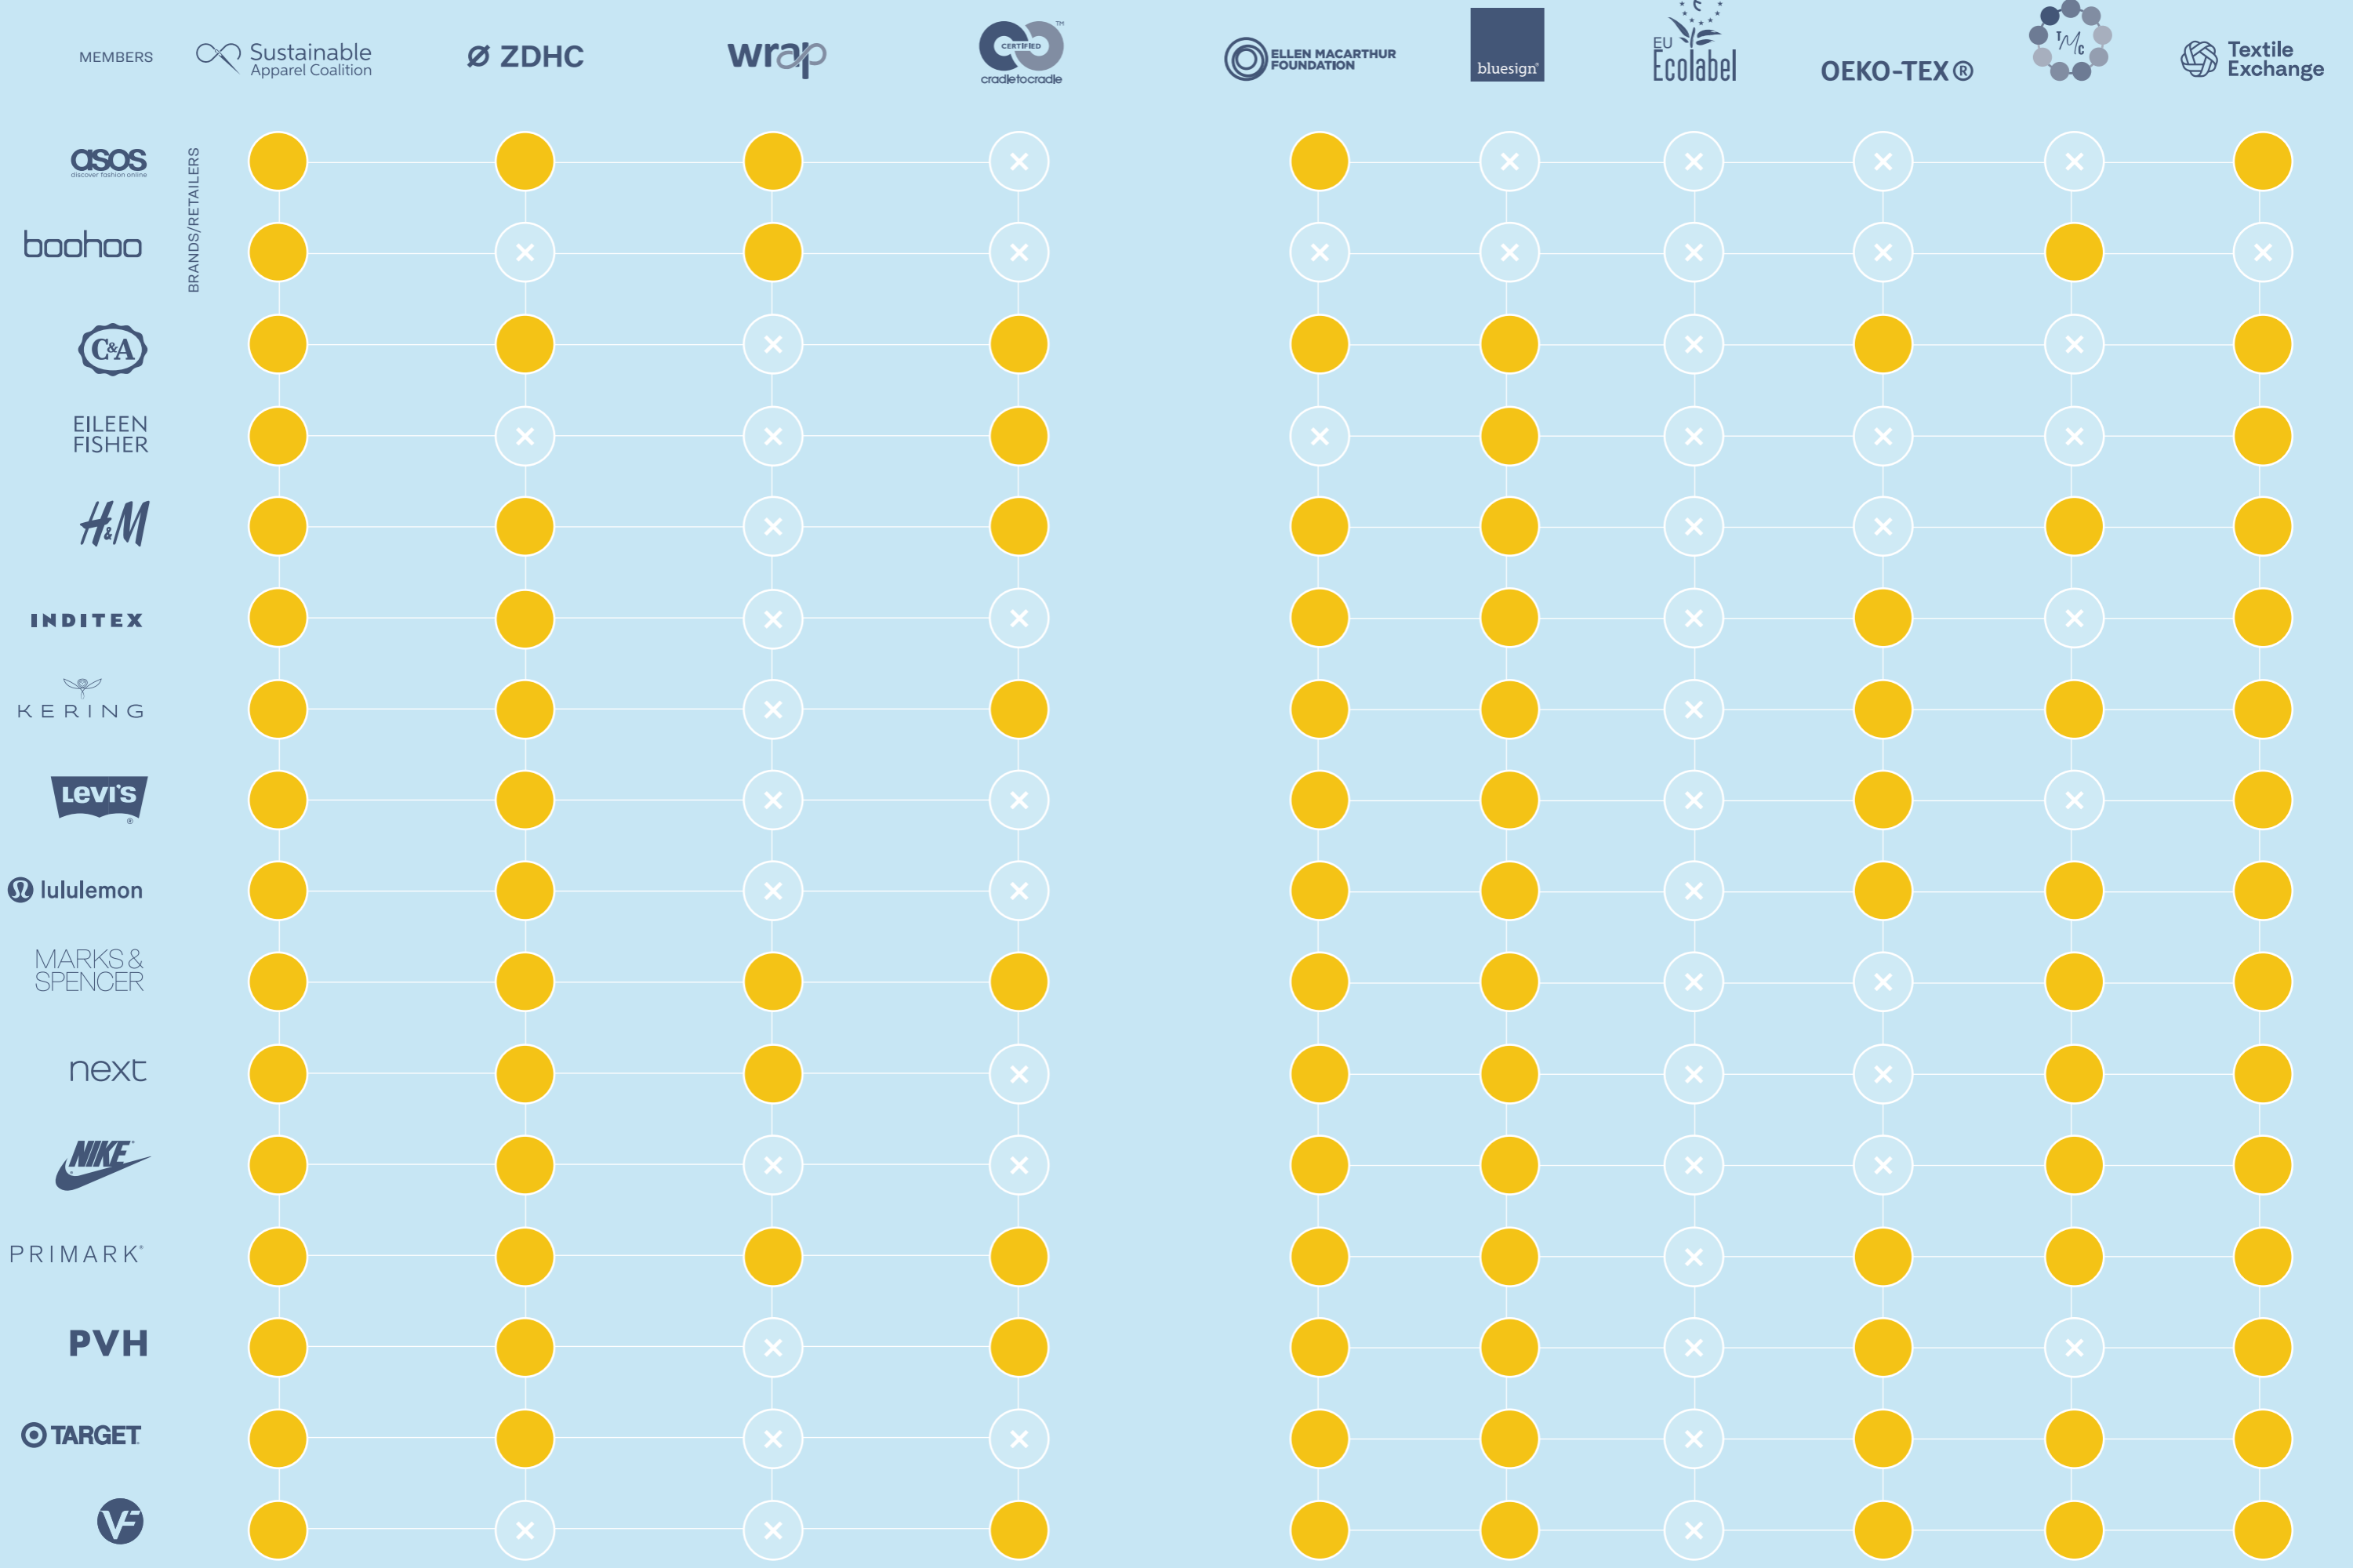 MEMBERS
Sustainable
Apparel Coalition
ZDHC
wrap
CERTIFIED
TM
cradletocradle
ELLEN MACARTHUR
FOUNDATION
bluesign®
EU
Ecolabel
OEKO-TEX®
TMC
Textile
Exchange
BRANDS/RETAILERS
asos
discover fashion online
boohoo
C&A
EILEEN
FISHER
H&M
INDITEX
KERING
LEVI'S
®
lululemon
MARKS &
SPENCER
next
NIKE
PRIMARK®
PVH
TARGET
VF